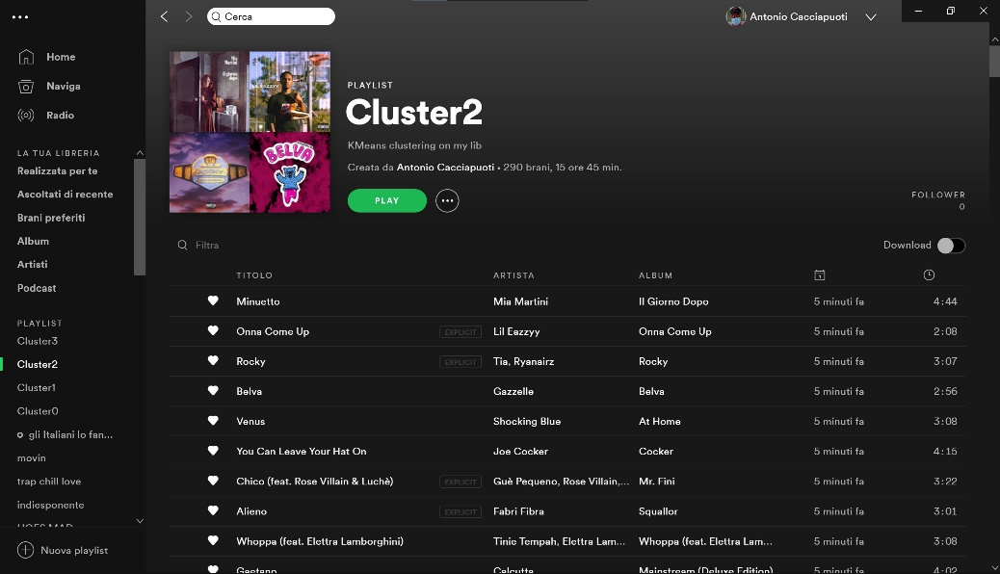 Cerca
Antonio Cacciapuoti
Home
Naviga
Radio
LA TUA LIBRERIA
Realizzata per te
Ascoltati di recente
Brani preferiti
Album
Artisti
Podcast
PLAYLIST
Cluster3
Cluster2
Cluster1
Cluster0
gli Italiani lo fan...
movin
trap chill love
indiesponente
Nuova playlist
Mia Martini
il giorno dopo
LIL EAZZYY
BELVA
PLAYLIST
Cluster2
KMeans clustering on my lib
Creata da Antonio Cacciapuoti • 290 brani, 15 ore 45 min.
PLAY
FOLLOWER
0
Filtra Download
TITOLO ARTISTA ALBUM
Minuetto Mia Martini Il Giorno Dopo 5 minuti fa 4:44
Onna Come Up EXPLICIT Lil Eazzyy Onna Come Up 5 minuti fa 2:08
Rocky EXPLICIT Tia, Ryanairz Rocky 5 minuti fa 3:07
Belva Gazzelle Belva 5 minuti fa 2:56
Venus Shocking Blue At Home 5 minuti fa 3:08
You Can Leave Your Hat On Joe Cocker Cocker 5 minuti fa 4:15
Chico (feat. Rose Villain & Luchè) EXPLICIT Guè Pequeno, Rose Villain,... Mr. Fini 5 minuti fa 3:22
Alieno EXPLICIT Fabri Fibra Squallor 5 minuti fa 3:01
Whoppa (feat. Elettra Lamborghini) Tinie Tempah, Elettra Lam... Whoppa (feat. Elettra Lam... 5 minuti fa 3:08
Gaetano Calcutta Mainstream (Deluxe Edition) 5 minuti fa 4:02